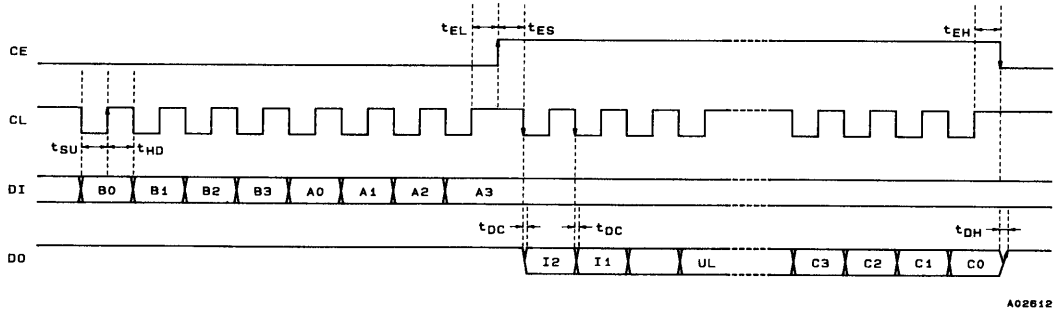 tEL tES tEH
CE
CL
tSU tHD
DI B0 B1 B2 B3 A0 A1 A2 A3
tDC tDC tDH
DO I2 I1 UL C3 C2 C1 C0
A02612